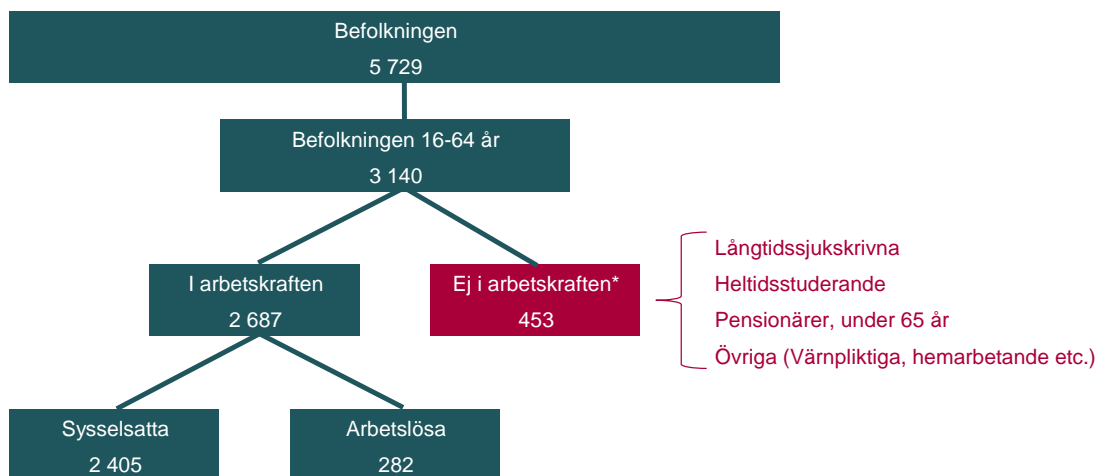 Befolkningen
5 729
Befolkningen 16-64 år
3 140
I arbetskraften
2 687
Ej i arbetskraften*
453
Långtidssjukskrivna
Heltidsstuderande
Pensionärer, under 65 år
Övriga (Värnpliktiga, hemarbetande etc.)
Sysselsatta
2 405
Arbetslösa
282